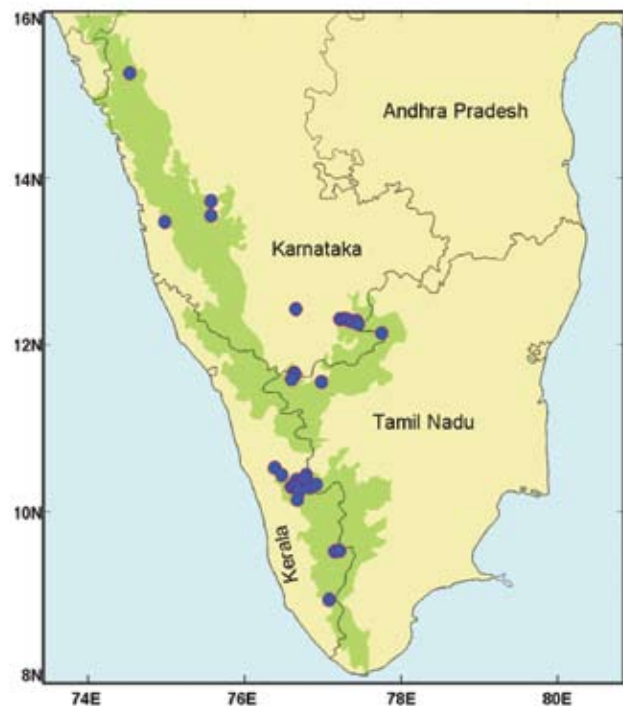 16N
Andhra Pradesh
14N
Karnataka
12N
Tamil Nadu
10N
Kerala
8N
74E 76E 78E 80E